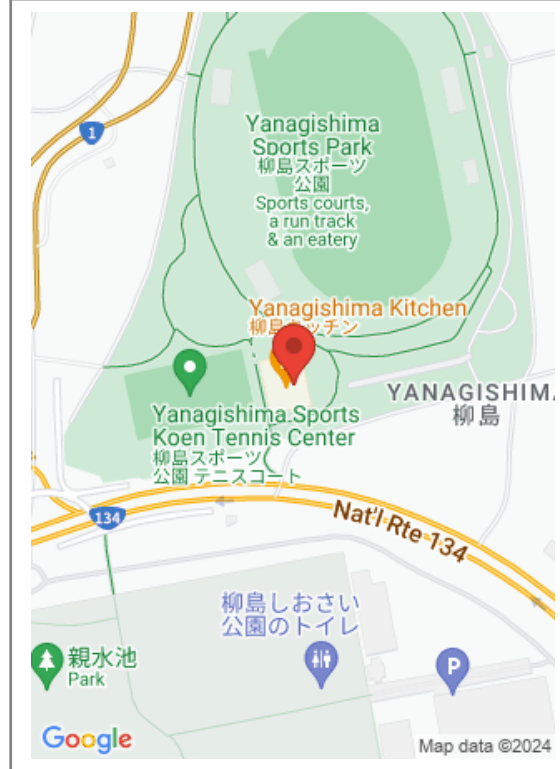 1
Yanagishima
Sports Park
柳島スポーツ
公園
Sports courts,
a run track
& an eatery
Yanagishima Kitchen
YANAGISHIMA
柳島
Yanagishima Sports
Koen Tennis Center
柳島スポーツ
公園 テニスコート
134
Nat'l Rte 134
柳島しおさい
公園のトイレ
親水池
Park
P
Google
Map data ©2024